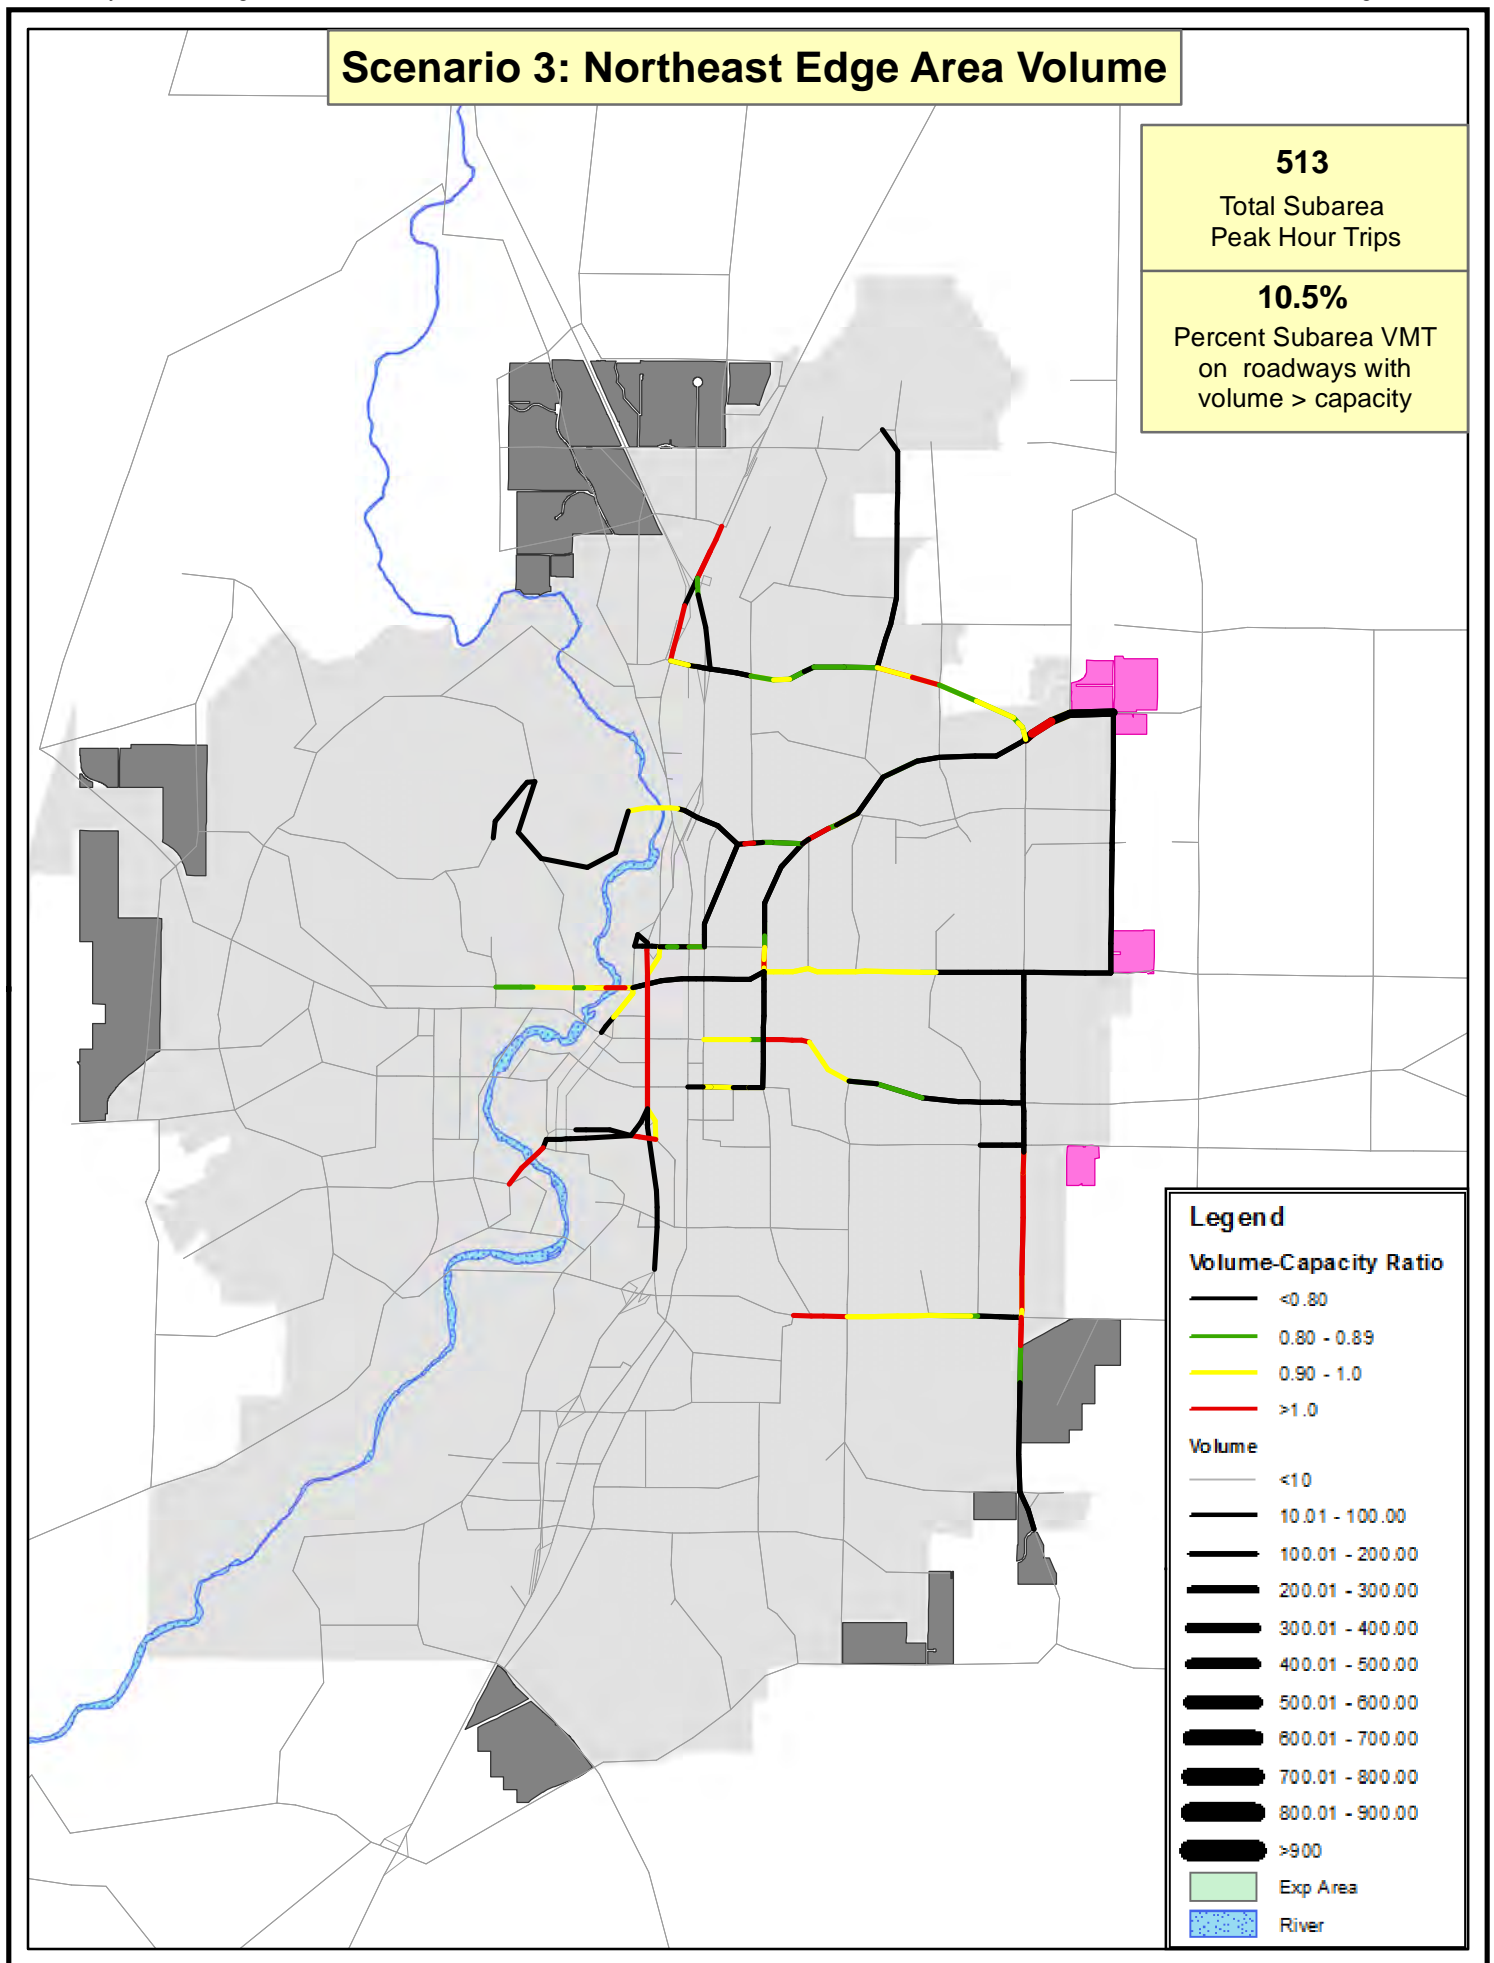 Scenario 3: Northeast Edge Area Volume
513
Total Subarea
Peak Hour Trips
10.5%
Percent Subarea VMT
on roadways with
volume > capacity
Legend
Volume-Capacity Ratio
<0.80
0.80 - 0.89
0.90 - 1.0
>1.0
Volume
<10
10.01 - 100.00
100.01 - 200.00
200.01 - 300.00
300.01 - 400.00
400.01 - 500.00
500.01 - 600.00
600.01 - 700.00
700.01 - 800.00
800.01 - 900.00
>900
Exp Area
River